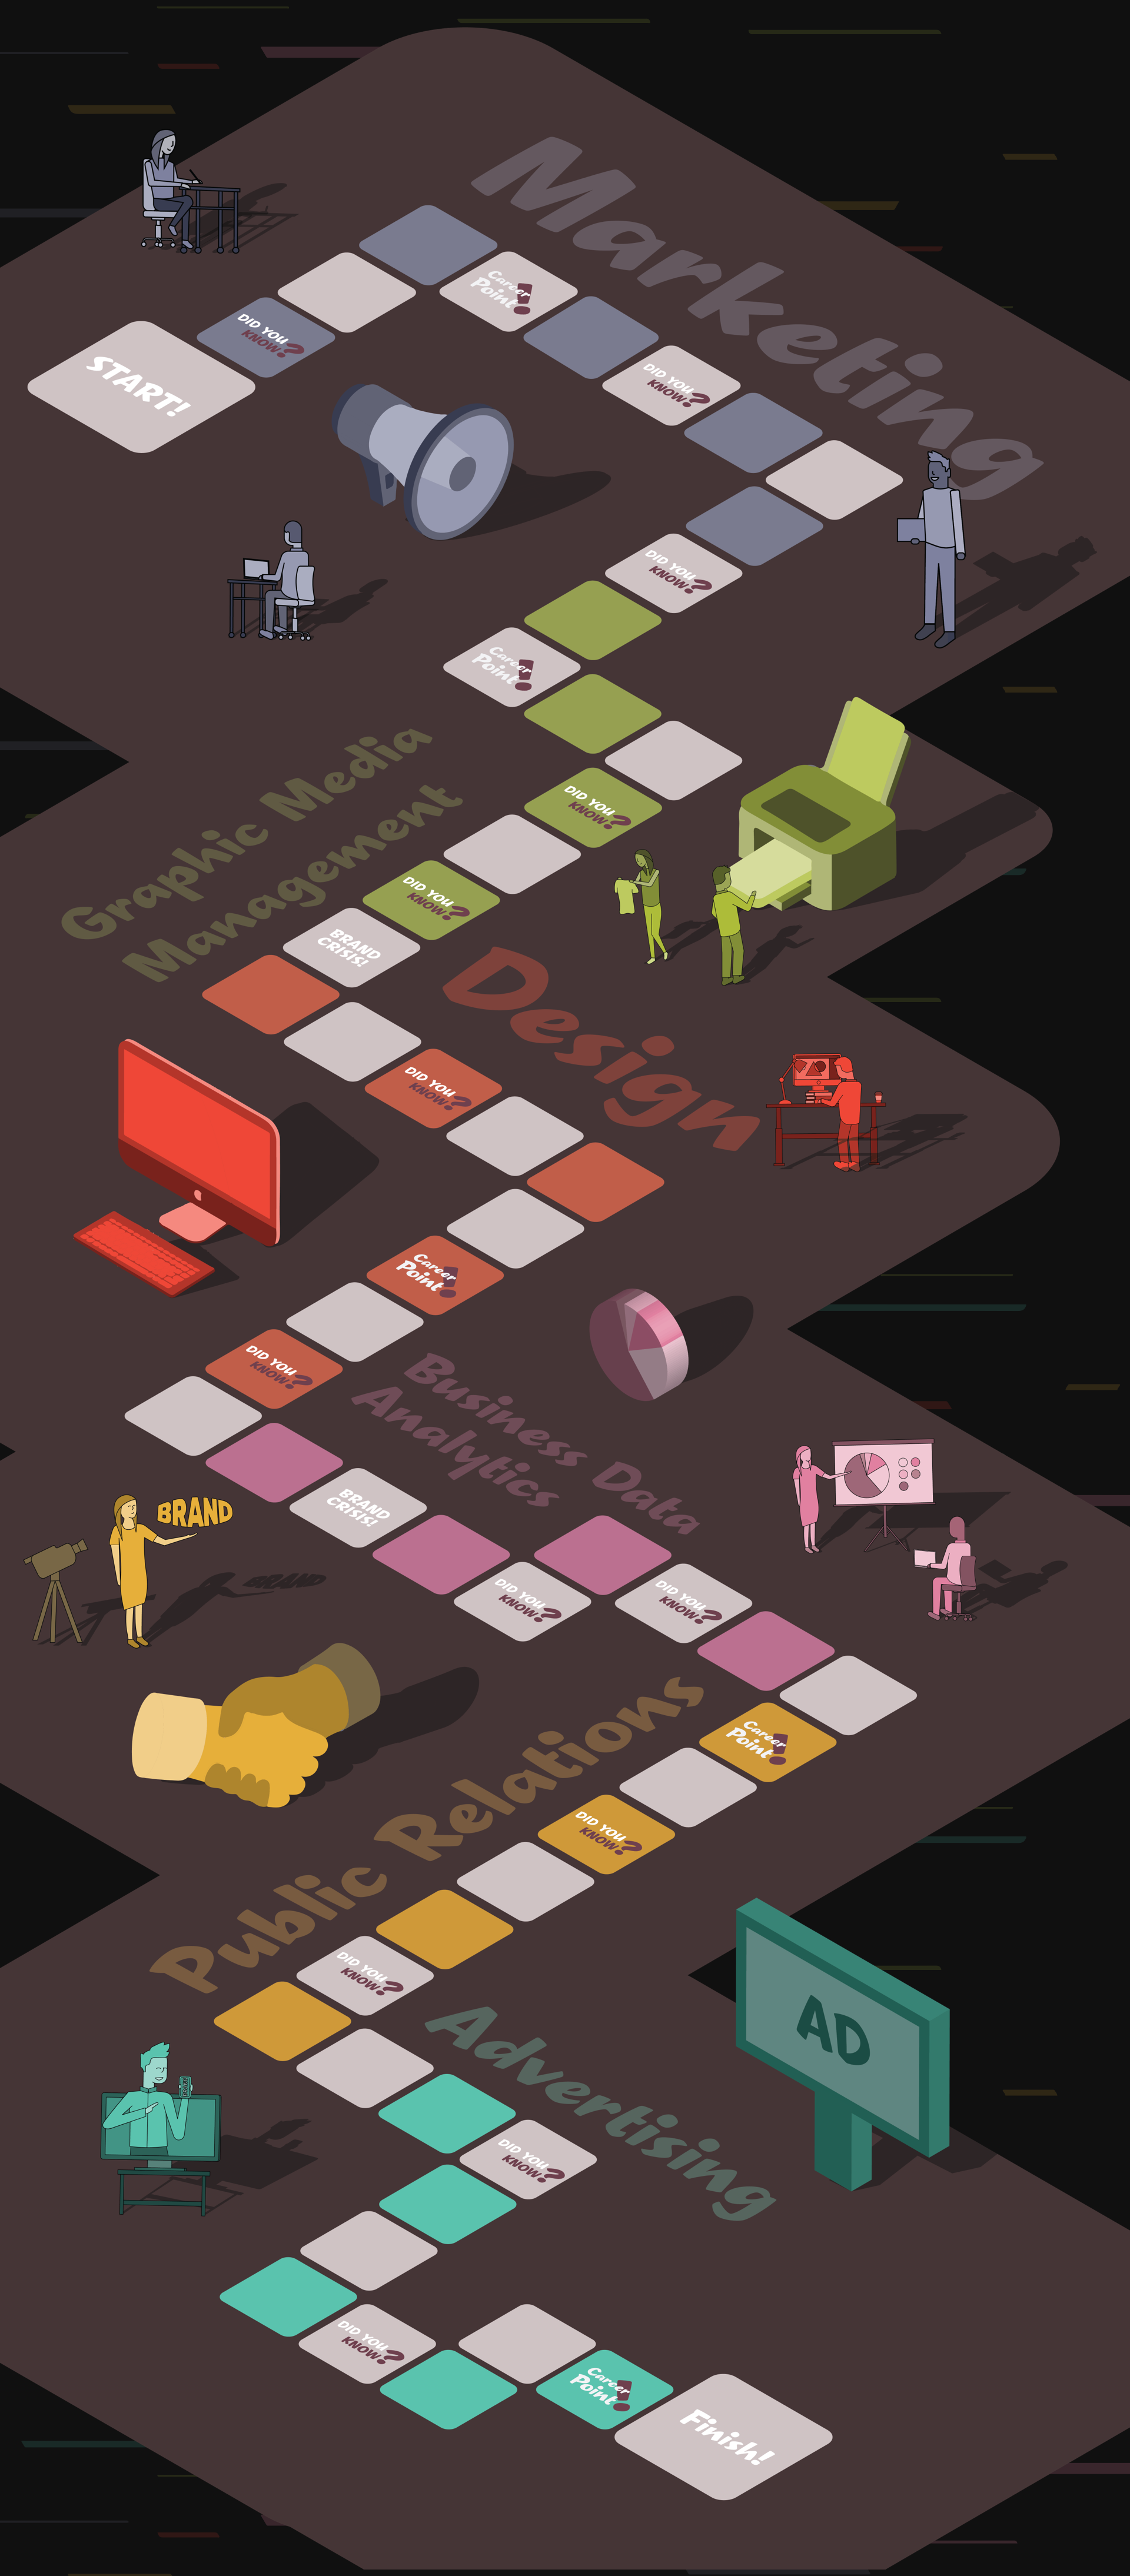 Marketing
Career
Point!
DID YOU
KNOW?
START!
DID YOU
KNOW?
DID YOU
KNOW?
Career
Point!
Graphic Media
Management
DID YOU
KNOW?
DID YOU
KNOW?
BRAND
CRISIS!
Design
DID YOU
KNOW?
Career
Point!
DID YOU
KNOW?
Business Data
Analytics
BRAND
CRISIS!
BRAND
BRAND
DID YOU
KNOW?
DID YOU
KNOW?
Public Relations
Career
Point!
DID YOU
KNOW?
DID YOU
KNOW?
AD
Advertising
DID YOU
KNOW?
DID YOU
KNOW?
Career
Point!
Finish!